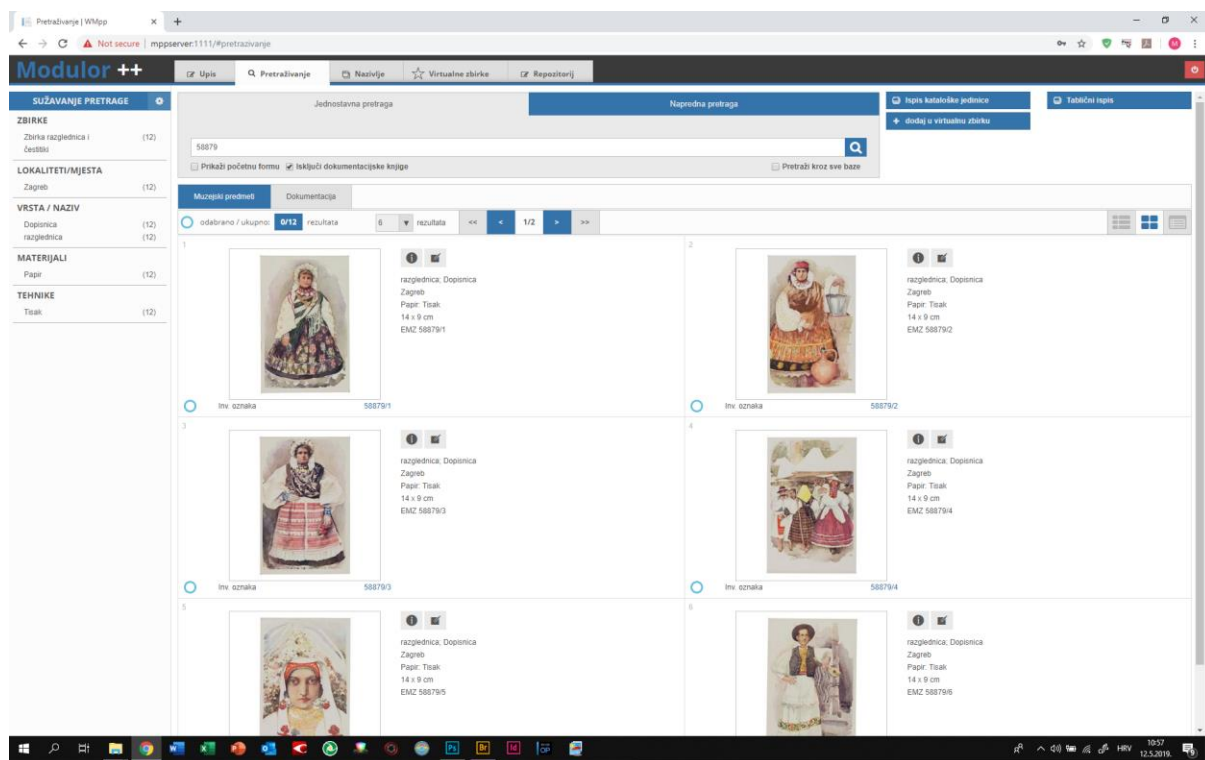 Pretraživanje | WMpp
Not secure | mppserver:1111/#pretrazivanje
Modulor ++
Upis
Pretraživanje
Nazivlje
Virtualne zbirke
Repozitorij
SUŽAVANJE PRETRAGE
ZBIRKE
Zbirka razglednica i čestitki (12)
LOKALITETI/MJESTA
Zagreb (12)
VRSTA / NAZIV
Dopisnica (12)
razglednica (12)
MATERIJALI
Papir (12)
TEHNIKE
Tisak (12)
Jednostavna pretraga
Napredna pretraga
58879
Prikaži početnu formu
Isključi dokumentacijske knjige
Pretraži kroz sve baze
Ispis kataloške jedinice
Tablični ispis
+ dodaj u virtualnu zbirku
Muzejski predmeti
Dokumentacija
odabrano / ukupno: 0/12 rezultata
6 rezultata
<< < 1/2 > >>
1
razglednica; Dopisnica
Zagreb
Papir: Tisak
14 x 9 cm
EMZ 58879/1
Inv. oznaka 58879/1
2
razglednica; Dopisnica
Zagreb
Papir: Tisak
14 x 9 cm
EMZ 58879/2
Inv. oznaka 58879/2
3
razglednica; Dopisnica
Zagreb
Papir: Tisak
14 x 9 cm
EMZ 58879/3
Inv. oznaka 58879/3
4
razglednica; Dopisnica
Zagreb
Papir: Tisak
14 x 9 cm
EMZ 58879/4
Inv. oznaka 58879/4
5
razglednica; Dopisnica
Zagreb
Papir: Tisak
14 x 9 cm
EMZ 58879/5
6
razglednica; Dopisnica
Zagreb
Papir: Tisak
14 x 9 cm
EMZ 58879/6
Ps
Br
Id
HRV
10:57
12.5.2019.